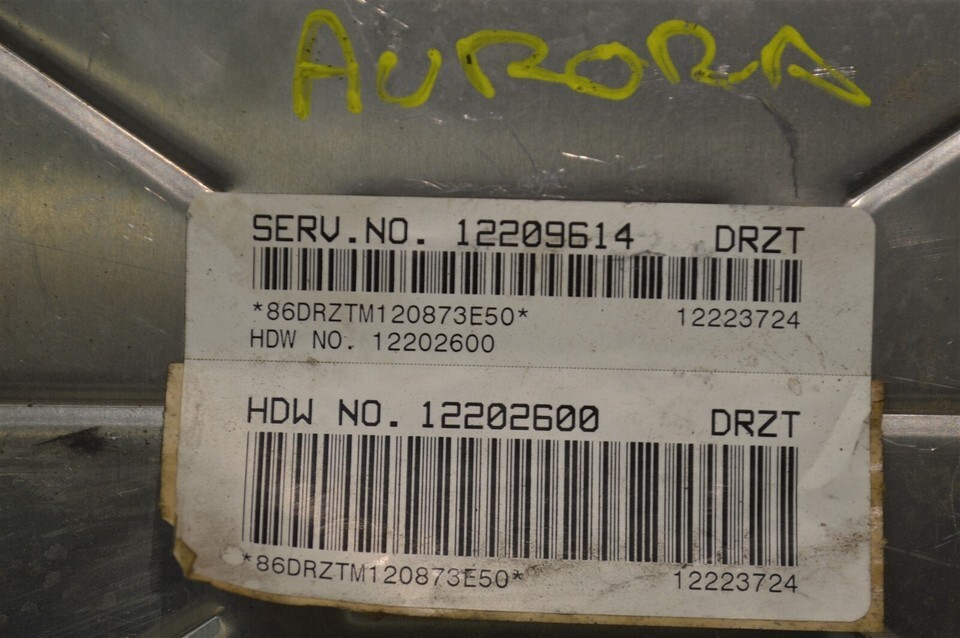 AURORA
SERV.NO. 12209614 DRZT
*86DRZTM120873E50* 12223724
HDW NO. 12202600
HDW NO. 12202600 DRZT
*86DRZTM120873E50* 12223724